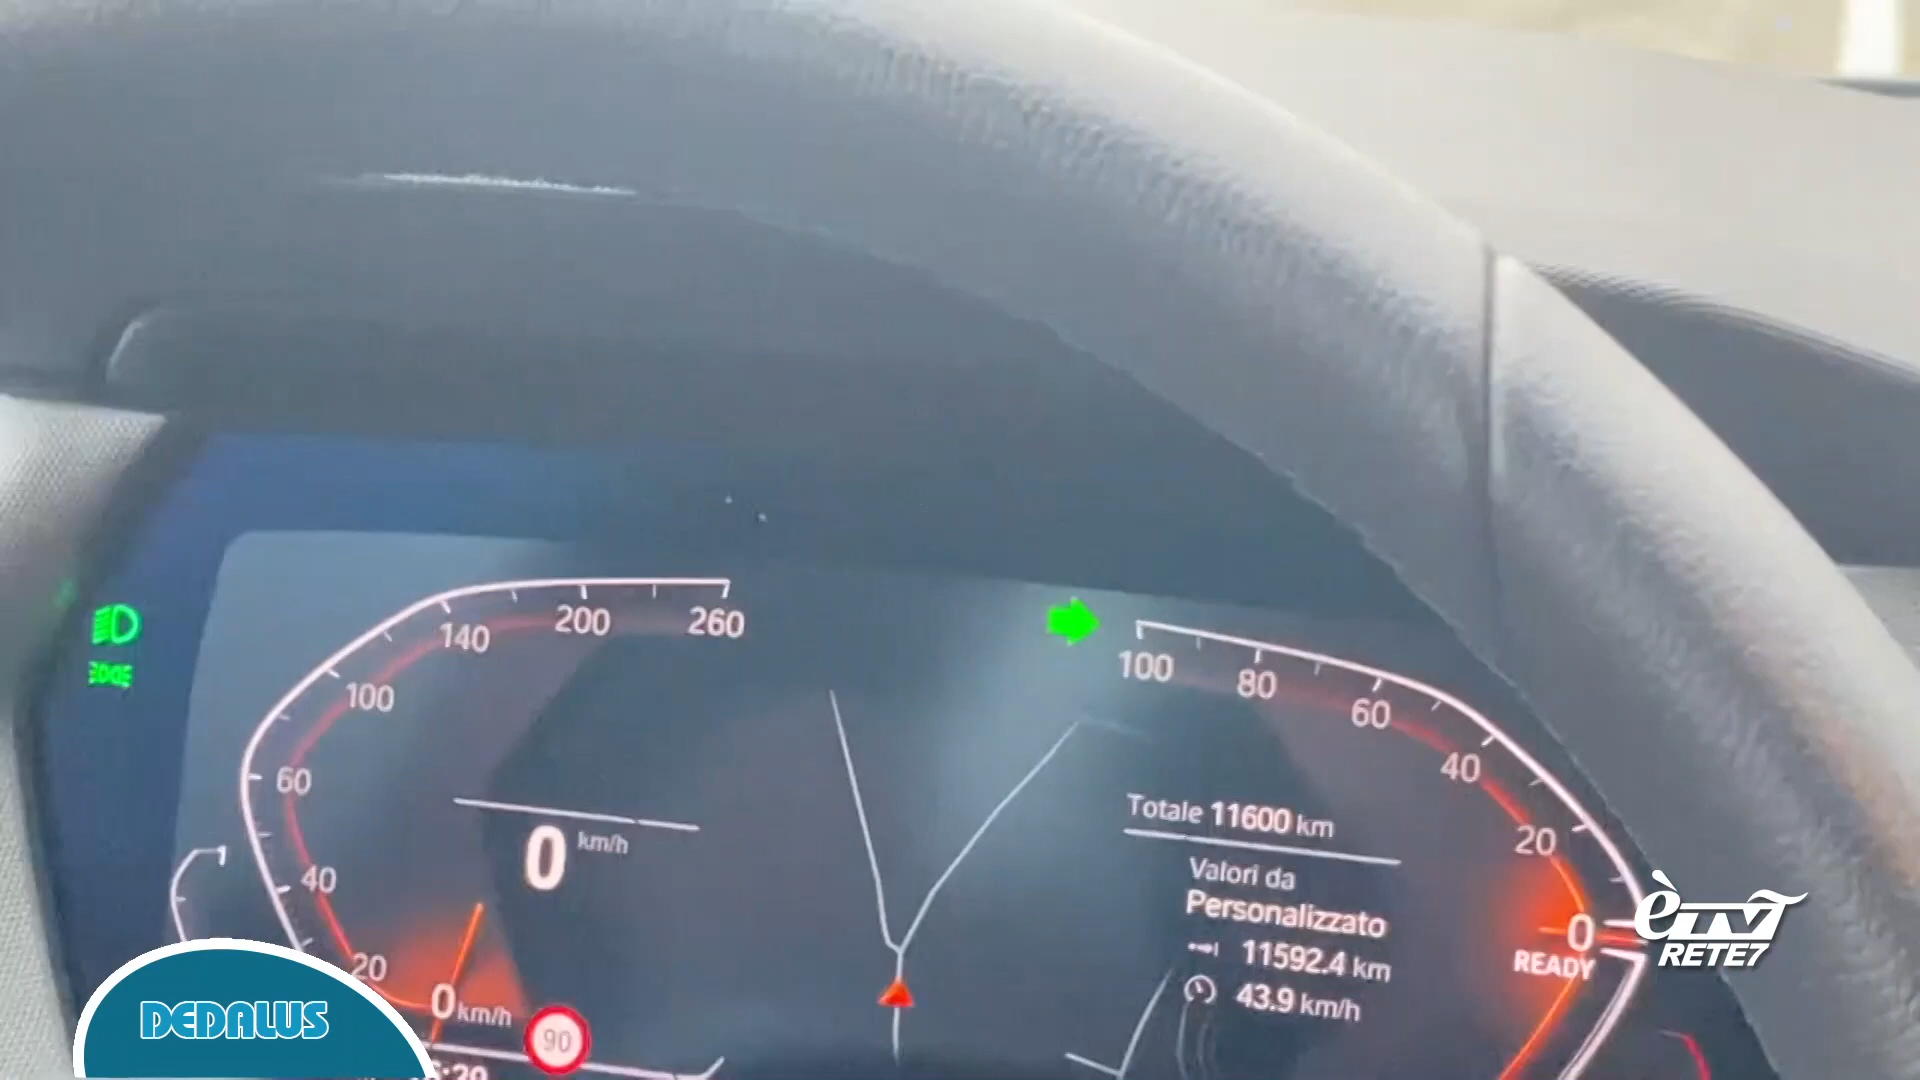 260
200
140
100
60
40
20
0 km/h
0 km/h
90
:20
100
80
60
40
20
0
READY
Totale 11600 km
Valori da
Personalizzato
11592.4 km
43.9 km/h
DEDALUS
èTV
RETE7